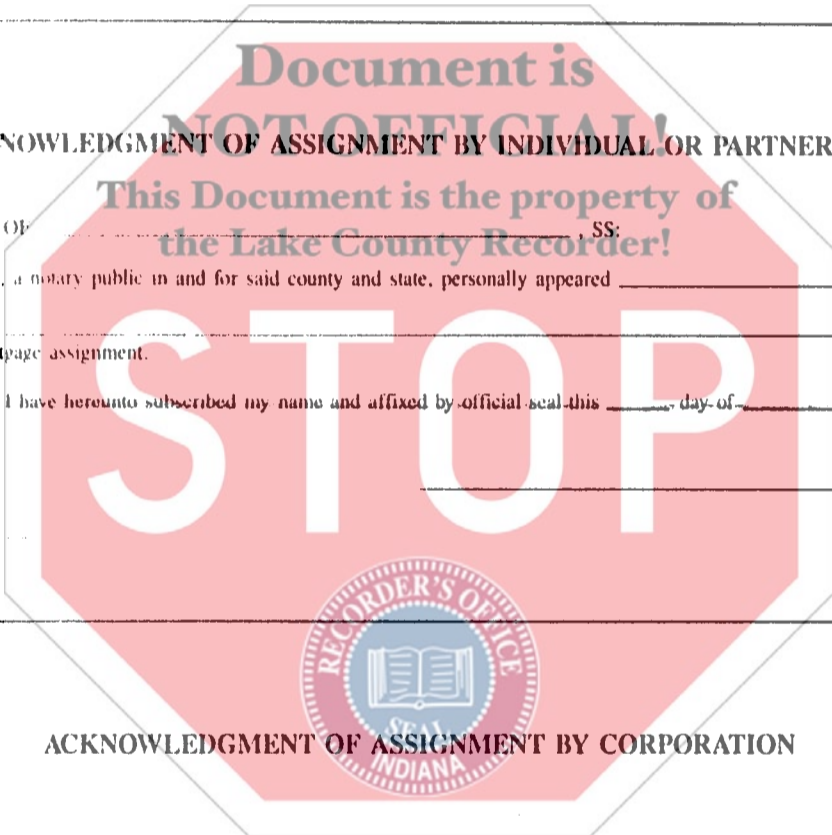 Document is
NOT OFFICIAL!
NOWLEDGMENT OF ASSIGNMENT BY INDIVIDUAL OR PARTNER
This Document is the property of
, SS:
the Lake County Recorder!
a notary public in and for said county and state, personally appeared
page assignment.
I have hereunto subscribed my name and affixed by official seal this ______ day of
STOP
RECORDER'S OFFICE
SEAL
INDIANA
ACKNOWLEDGMENT OF ASSIGNMENT BY CORPORATION